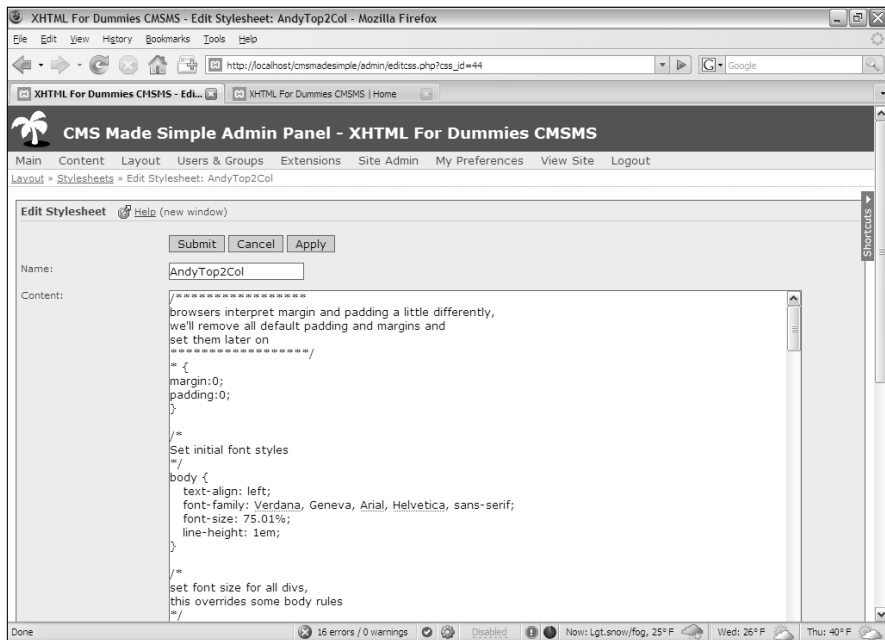 XHTML For Dummies CMSMS - Edit Stylesheet: AndyTop2Col - Mozilla Firefox
File Edit View History Bookmarks Tools Help
http://localhost/cmsmadesimple/admin/editcss.php?css_id=44
G Google
XHTML For Dummies CMSMS - Edi...
XHTML For Dummies CMSMS | Home
CMS Made Simple Admin Panel - XHTML For Dummies CMSMS
Main Content Layout Users & Groups Extensions Site Admin My Preferences View Site Logout
Layout » Stylesheets » Edit Stylesheet: AndyTop2Col
Shortcuts
Edit Stylesheet Help (new window)
Submit Cancel Apply
Name: AndyTop2Col
Content:
/*****************
browsers interpret margin and padding a little differently,
we'll remove all default padding and margins and
set them later on
******************/
* {
margin:0;
padding:0;
}
/*
Set initial font styles
*/
body {
text-align: left;
font-family: Verdana, Geneva, Arial, Helvetica, sans-serif;
font-size: 75.01%;
line-height: 1em;
}
/*
set font size for all divs,
this overrides some body rules
*/
Done
16 errors / 0 warnings
Disabled
Now: Lgt.snow/fog, 25° F
Wed: 26° F
Thu: 40° F